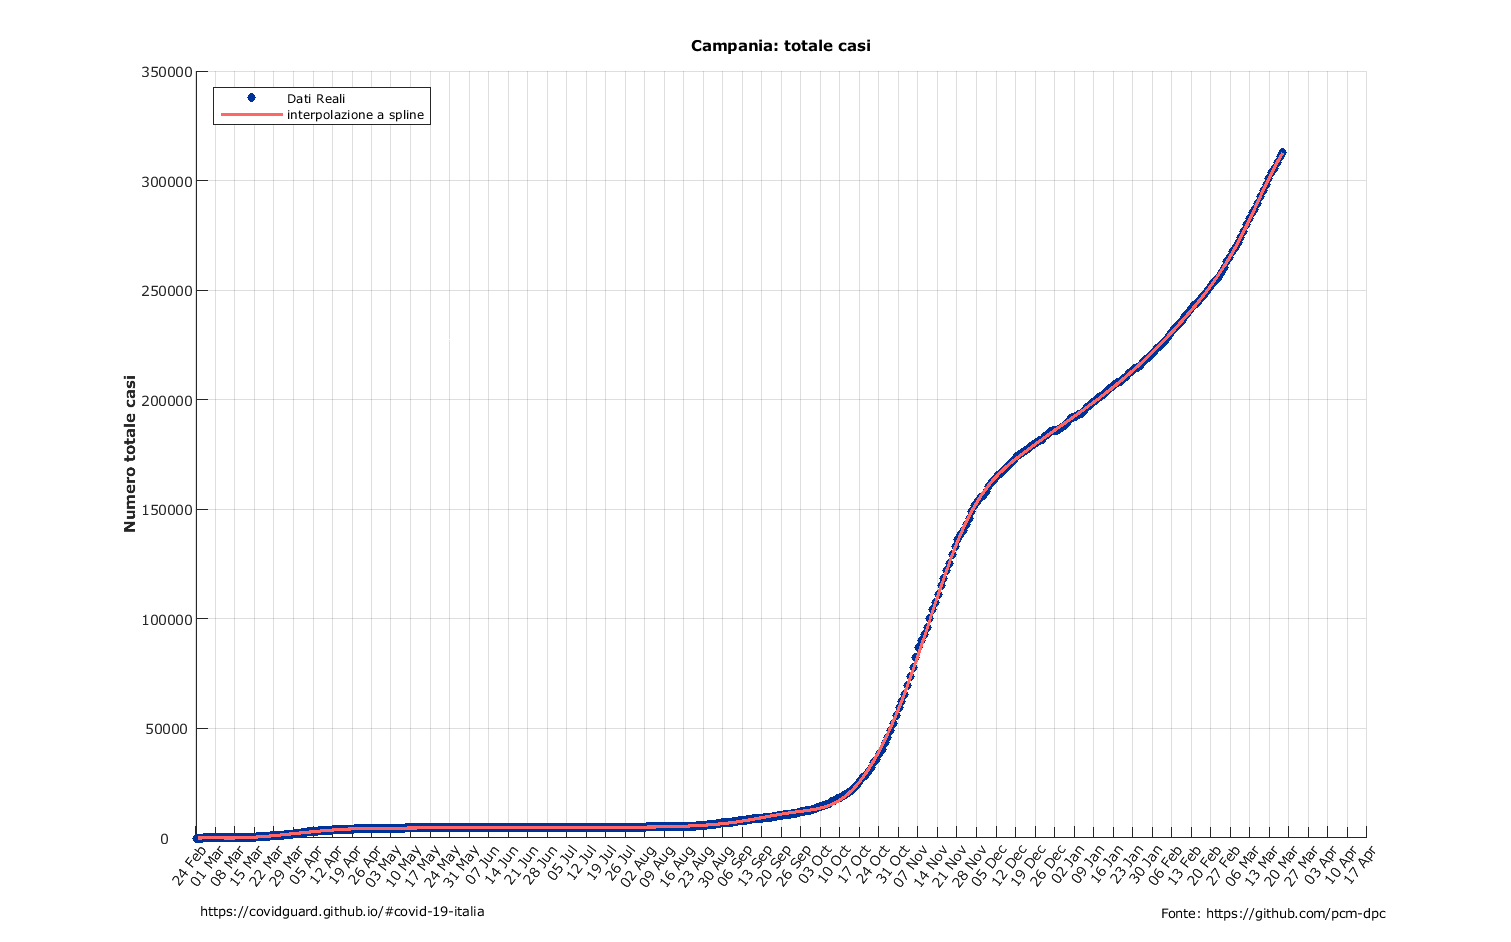 Campania: totale casi
350000
300000
250000
200000
150000
100000
50000
0
Numero totale casi
Dati Reali
interpolazione a spline
24 Feb
01 Mar
08 Mar
15 Mar
22 Mar
29 Mar
05 Apr
12 Apr
19 Apr
26 Apr
03 May
10 May
17 May
24 May
31 May
07 Jun
14 Jun
21 Jun
28 Jun
05 Jul
12 Jul
19 Jul
26 Jul
02 Aug
09 Aug
16 Aug
23 Aug
30 Aug
06 Sep
13 Sep
20 Sep
26 Sep
03 Oct
10 Oct
17 Oct
24 Oct
31 Oct
07 Nov
14 Nov
21 Nov
28 Nov
05 Dec
12 Dec
19 Dec
26 Dec
02 Jan
09 Jan
16 Jan
23 Jan
30 Jan
06 Feb
13 Feb
20 Feb
27 Feb
06 Mar
13 Mar
20 Mar
27 Mar
03 Apr
10 Apr
17 Apr
https://covidguard.github.io/#covid-19-italia
Fonte: https://github.com/pcm-dpc